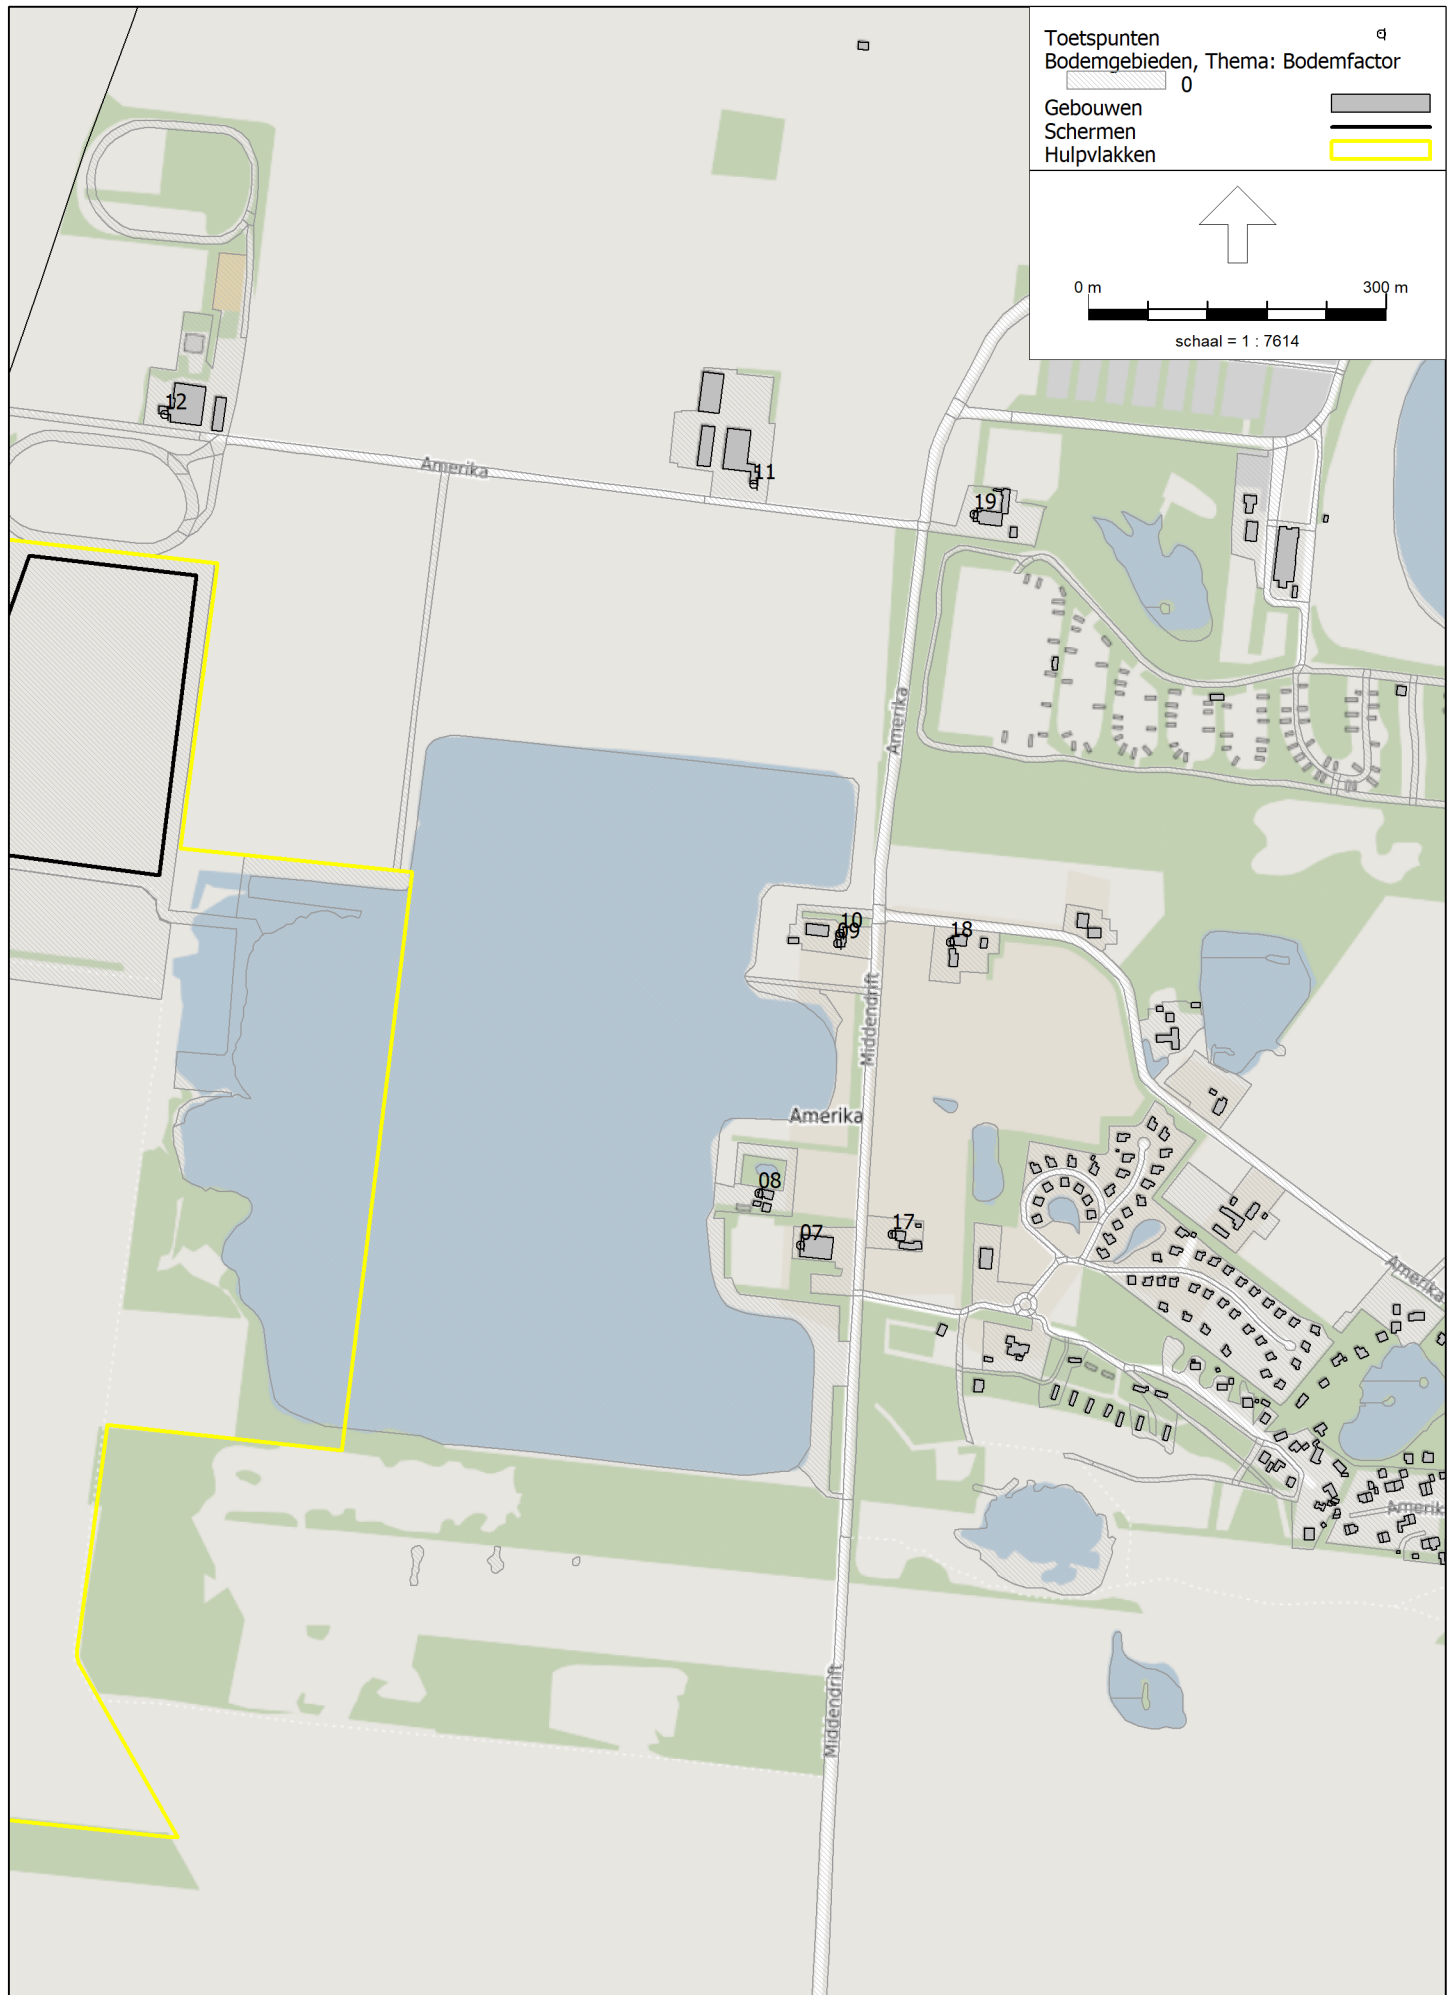 Toetspunten
Bodemgebieden, Thema: Bodemfactor
0
Gebouwen
Schermen
Hulpvlakken
0 m 300 m
schaal = 1 : 7614
12
Amerika
11
19
Amerika
10
09
18
Middendrift
Amerika
08
07
17
Amerika
Amerik
Middendrift